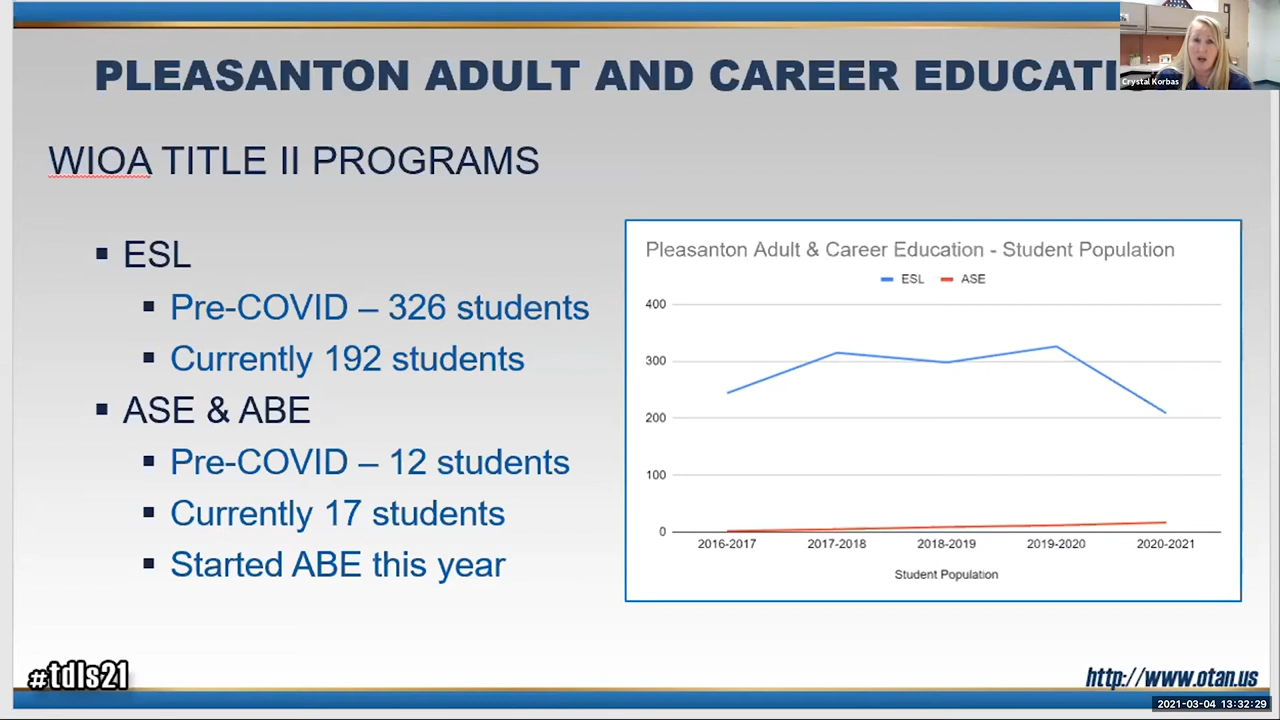 PLEASANTON ADULT AND CAREER EDUCATI
Crystal Korbas
WIOA TITLE II PROGRAMS
ESL
Pre-COVID – 326 students
Currently 192 students
ASE & ABE
Pre-COVID – 12 students
Currently 17 students
Started ABE this year
Pleasanton Adult & Career Education - Student Population
ESL ASE
400
300
200
100
0
2016-2017 2017-2018 2018-2019 2019-2020 2020-2021
Student Population
#tdls21
http://www.otan.us
2021-03-04 13:32:29